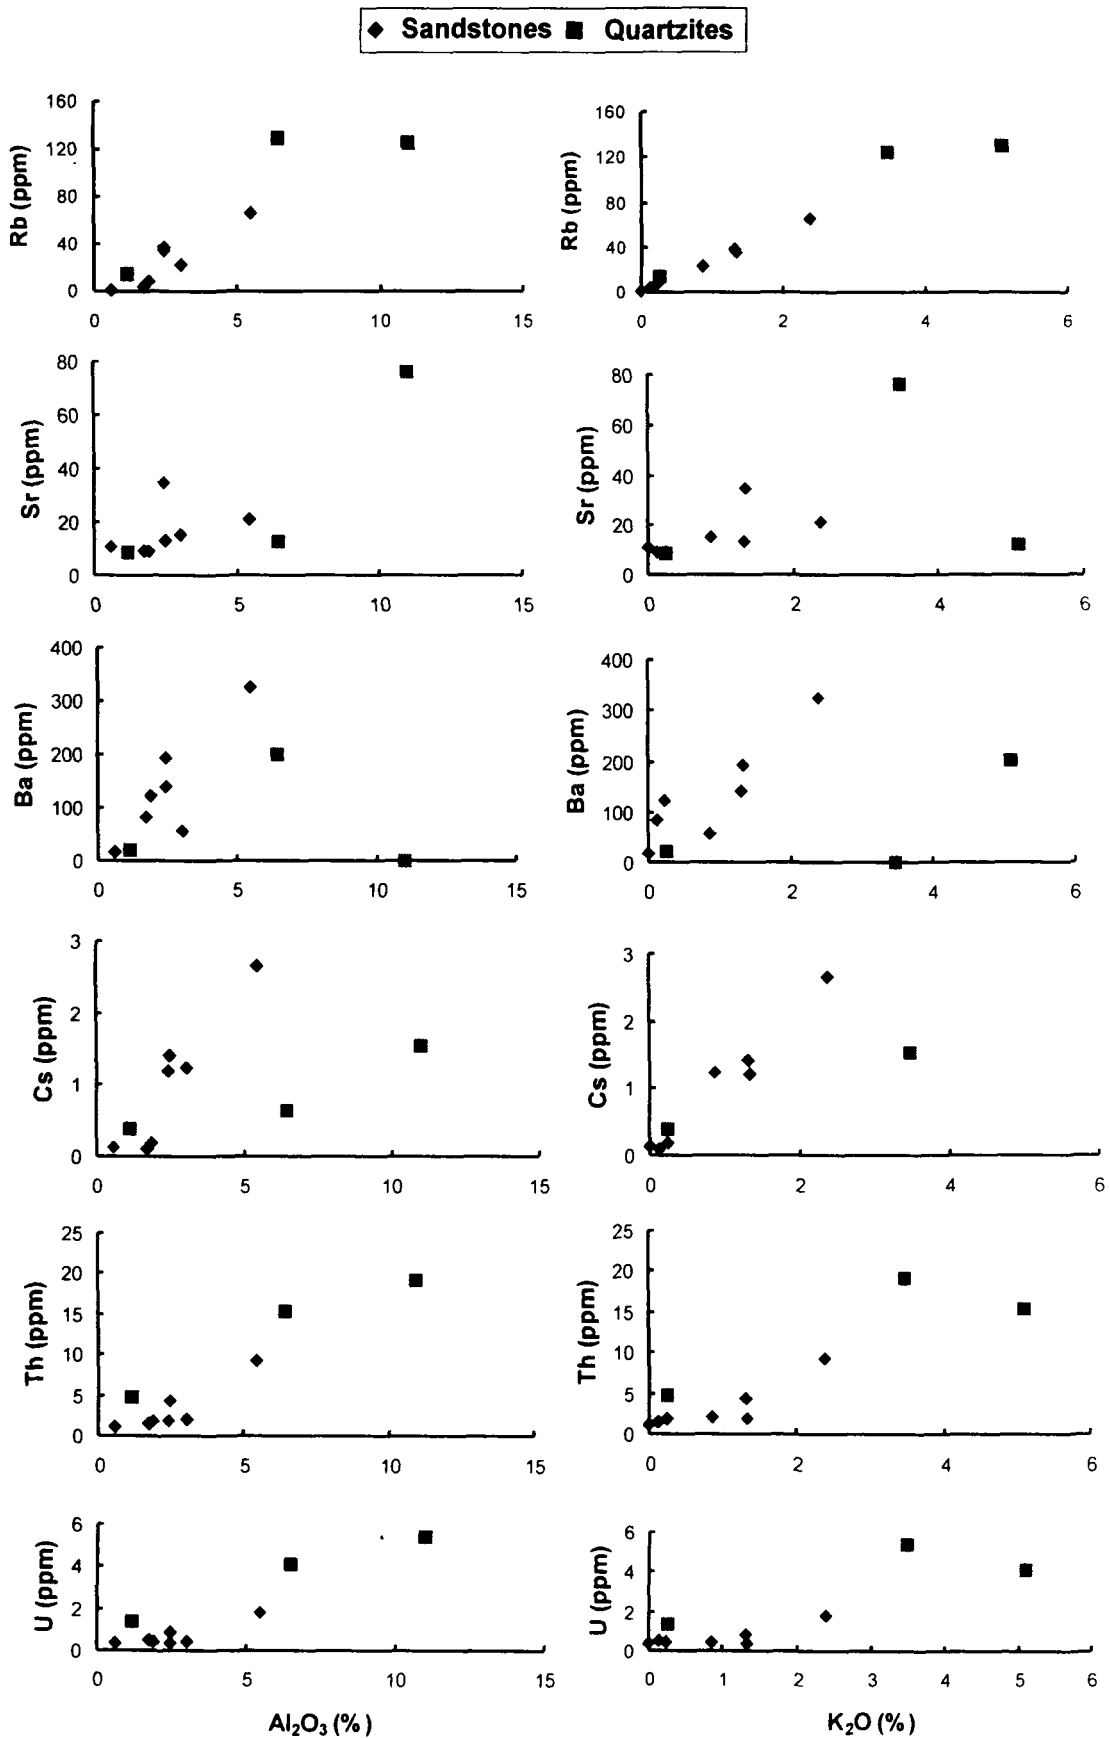 Sandstones Quartzites
160
120
80
40
0
Rb (ppm)
0 5 10 15
160
120
80
40
0
Rb (ppm)
0 2 4 6
80
60
40
20
0
Sr (ppm)
0 5 10 15
80
60
40
20
0
Sr (ppm)
0 2 4 6
400
300
200
100
0
Ba (ppm)
0 5 10 15
400
300
200
100
0
Ba (ppm)
0 2 4 6
3
2
1
0
Cs (ppm)
0 5 10 15
3
2
1
0
Cs (ppm)
0 2 4 6
25
20
15
10
5
0
Th (ppm)
0 5 10 15
25
20
15
10
5
0
Th (ppm)
0 2 4 6
6
4
2
0
U (ppm)
0 5 10 15
Al₂O₃ (%)
6
4
2
0
U (ppm)
0 1 2 3 4 5 6
K₂O (%)